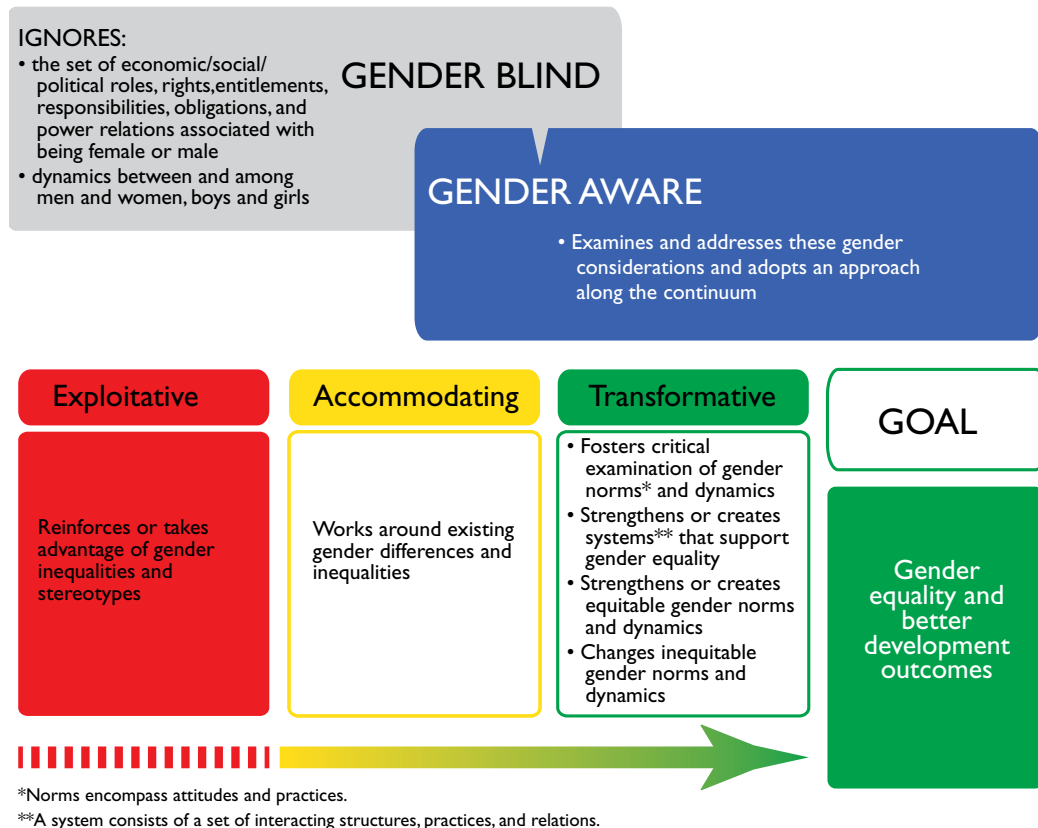 IGNORES:
• the set of economic/social/
political roles, rights,entitlements,
responsibilities, obligations, and
power relations associated with
being female or male
• dynamics between and among
men and women, boys and girls
GENDER BLIND
GENDER AWARE
• Examines and addresses these gender
considerations and adopts an approach
along the continuum
Exploitative
Reinforces or takes
advantage of gender
inequalities and
stereotypes
Accommodating
Works around existing
gender differences and
inequalities
Transformative
• Fosters critical
examination of gender
norms* and dynamics
• Strengthens or creates
systems** that support
gender equality
• Strengthens or creates
equitable gender norms
and dynamics
• Changes inequitable
gender norms and
dynamics
GOAL
Gender
equality and
better
development
outcomes
*Norms encompass attitudes and practices.
**A system consists of a set of interacting structures, practices, and relations.